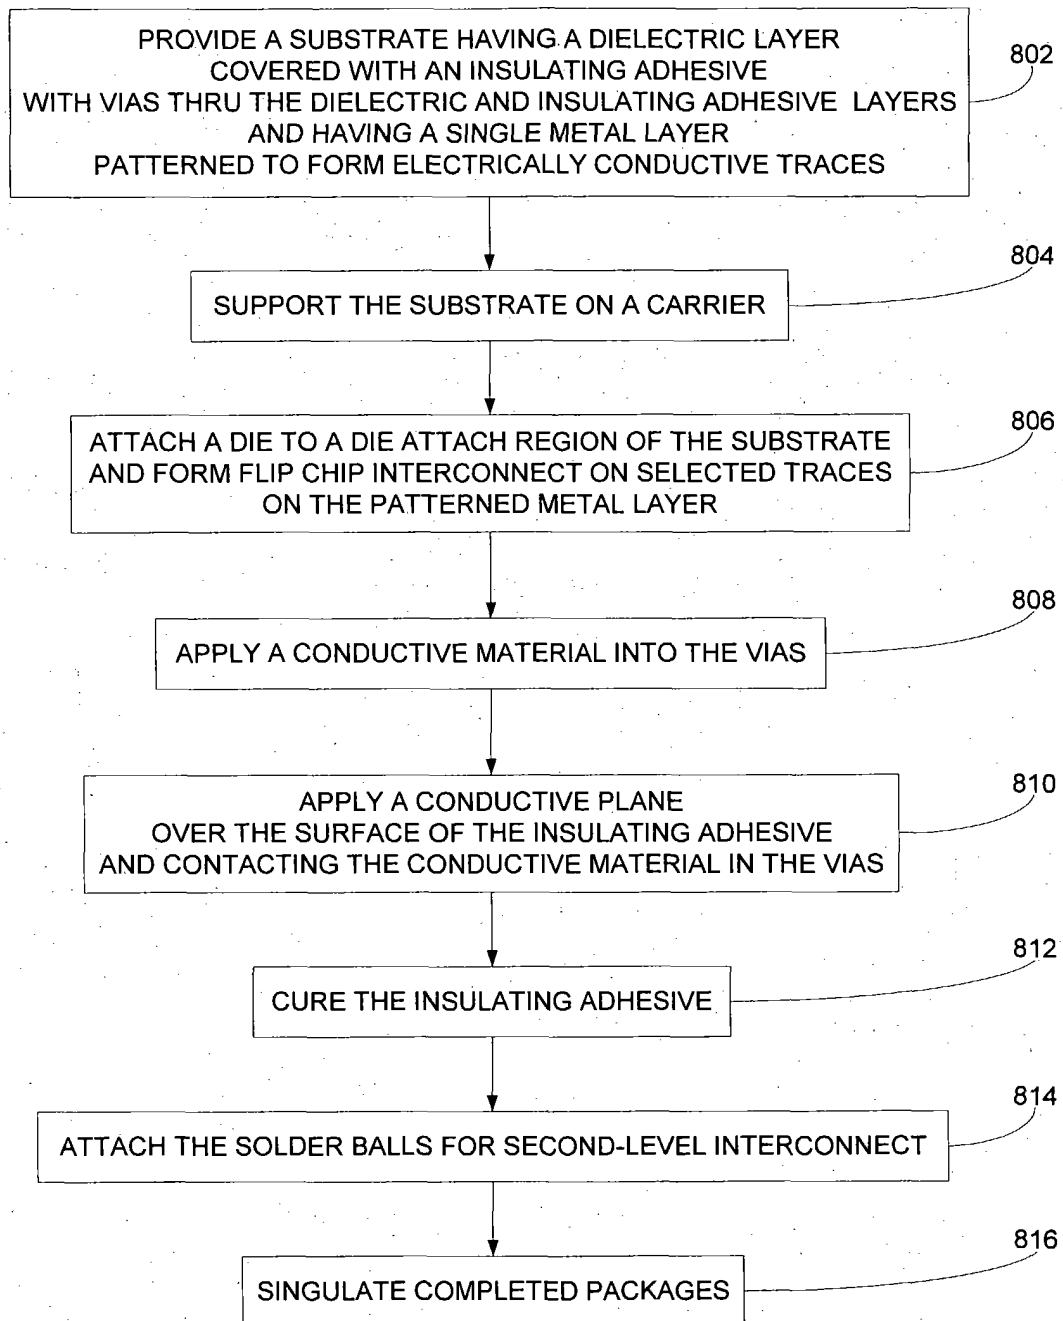 PROVIDE A SUBSTRATE HAVING A DIELECTRIC LAYER
COVERED WITH AN INSULATING ADHESIVE
WITH VIAS THRU THE DIELECTRIC AND INSULATING ADHESIVE LAYERS
AND HAVING A SINGLE METAL LAYER
PATTERNED TO FORM ELECTRICALLY CONDUCTIVE TRACES
802
SUPPORT THE SUBSTRATE ON A CARRIER
804
ATTACH A DIE TO A DIE ATTACH REGION OF THE SUBSTRATE
AND FORM FLIP CHIP INTERCONNECT ON SELECTED TRACES
ON THE PATTERNED METAL LAYER
806
APPLY A CONDUCTIVE MATERIAL INTO THE VIAS
808
APPLY A CONDUCTIVE PLANE
OVER THE SURFACE OF THE INSULATING ADHESIVE
AND CONTACTING THE CONDUCTIVE MATERIAL IN THE VIAS
810
CURE THE INSULATING ADHESIVE
812
ATTACH THE SOLDER BALLS FOR SECOND-LEVEL INTERCONNECT
814
SINGULATE COMPLETED PACKAGES
816